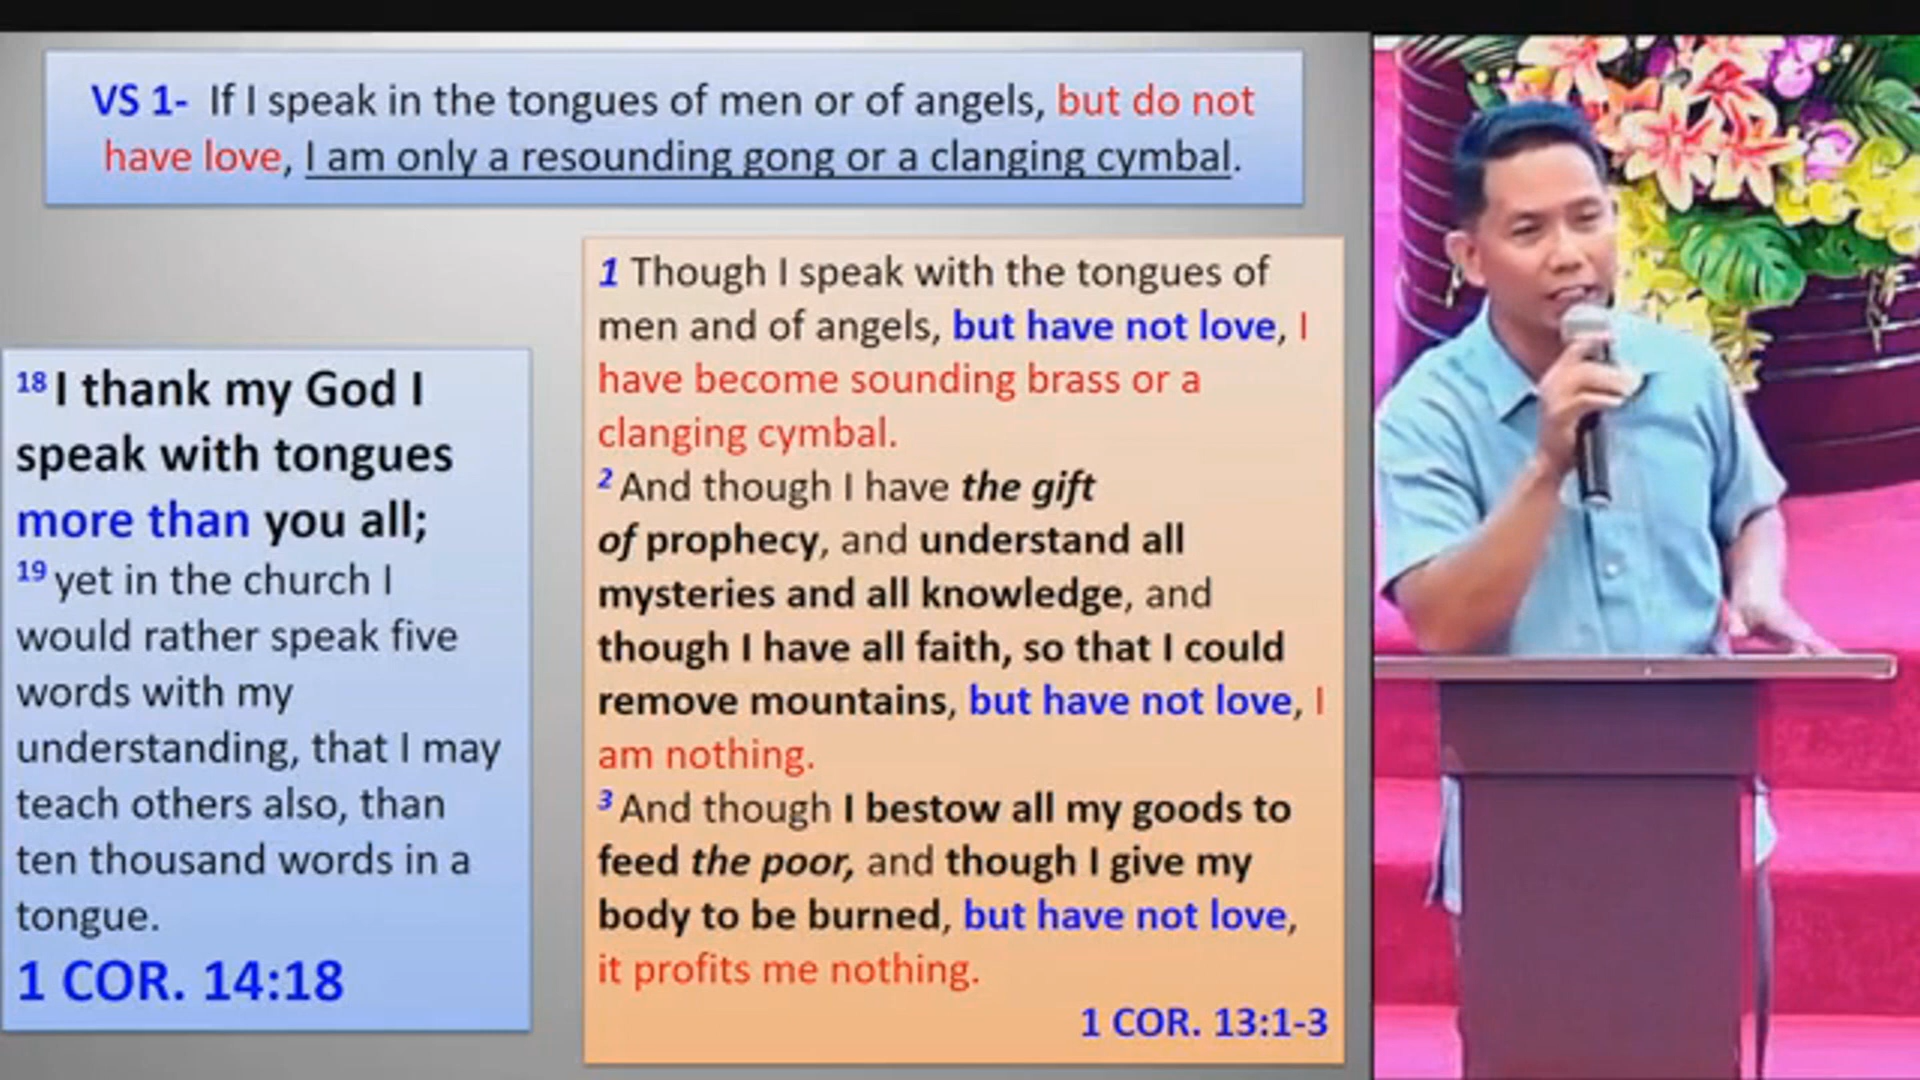 VS 1- If I speak in the tongues of men or of angels, but do not
have love, I am only a resounding gong or a clanging cymbal.
18 I thank my God I
speak with tongues
more than you all;
19 yet in the church I
would rather speak five
words with my
understanding, that I may
teach others also, than
ten thousand words in a
tongue.
1 COR. 14:18
1 Though I speak with the tongues of
men and of angels, but have not love, I
have become sounding brass or a
clanging cymbal.
2 And though I have the gift
of prophecy, and understand all
mysteries and all knowledge, and
though I have all faith, so that I could
remove mountains, but have not love, I
am nothing.
3 And though I bestow all my goods to
feed the poor, and though I give my
body to be burned, but have not love,
it profits me nothing.
1 COR. 13:1-3